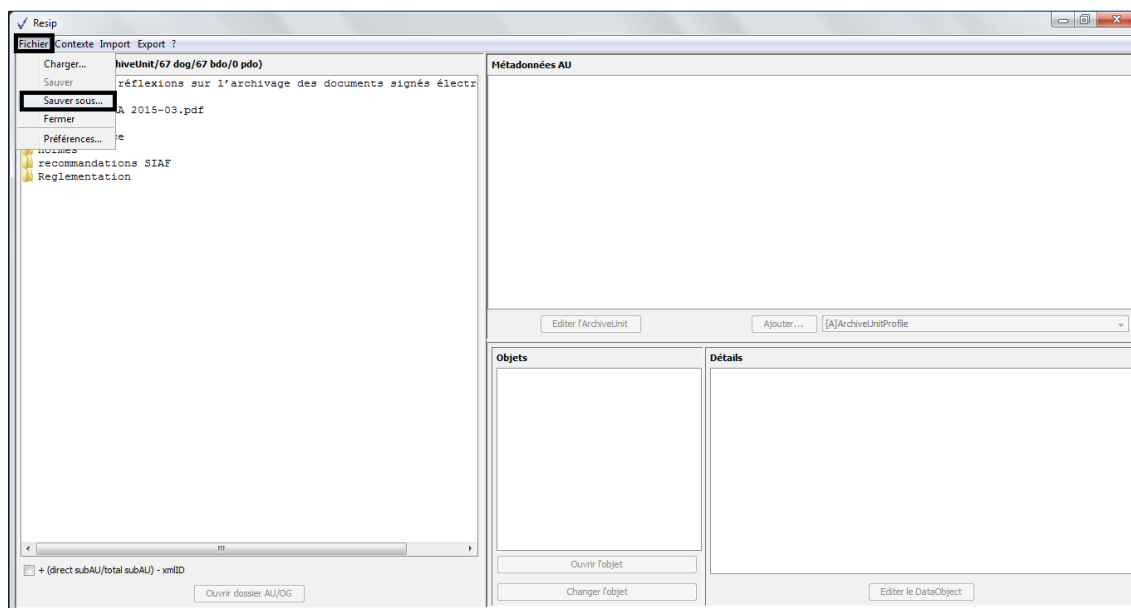 Resip
Fichier Contexte Import Export ?
Charger...
hiveUnit/67 dog/67 bdo/0 pdo)
Métadonnées AU
Sauver
réflexions sur l'archivage des documents signés électr
Sauver sous...
A 2015-03.pdf
Fermer
Préférences...
normes
recommandations SIAF
Reglementation
Editer l'ArchiveUnit
Ajouter...
[A]ArchiveUnitProfile
Objets
Détails
+ (direct subAU/total subAU) - xmlID
Ouvrir l'objet
Ouvrir dossier AU/OG
Changer l'objet
Editer le DataObject